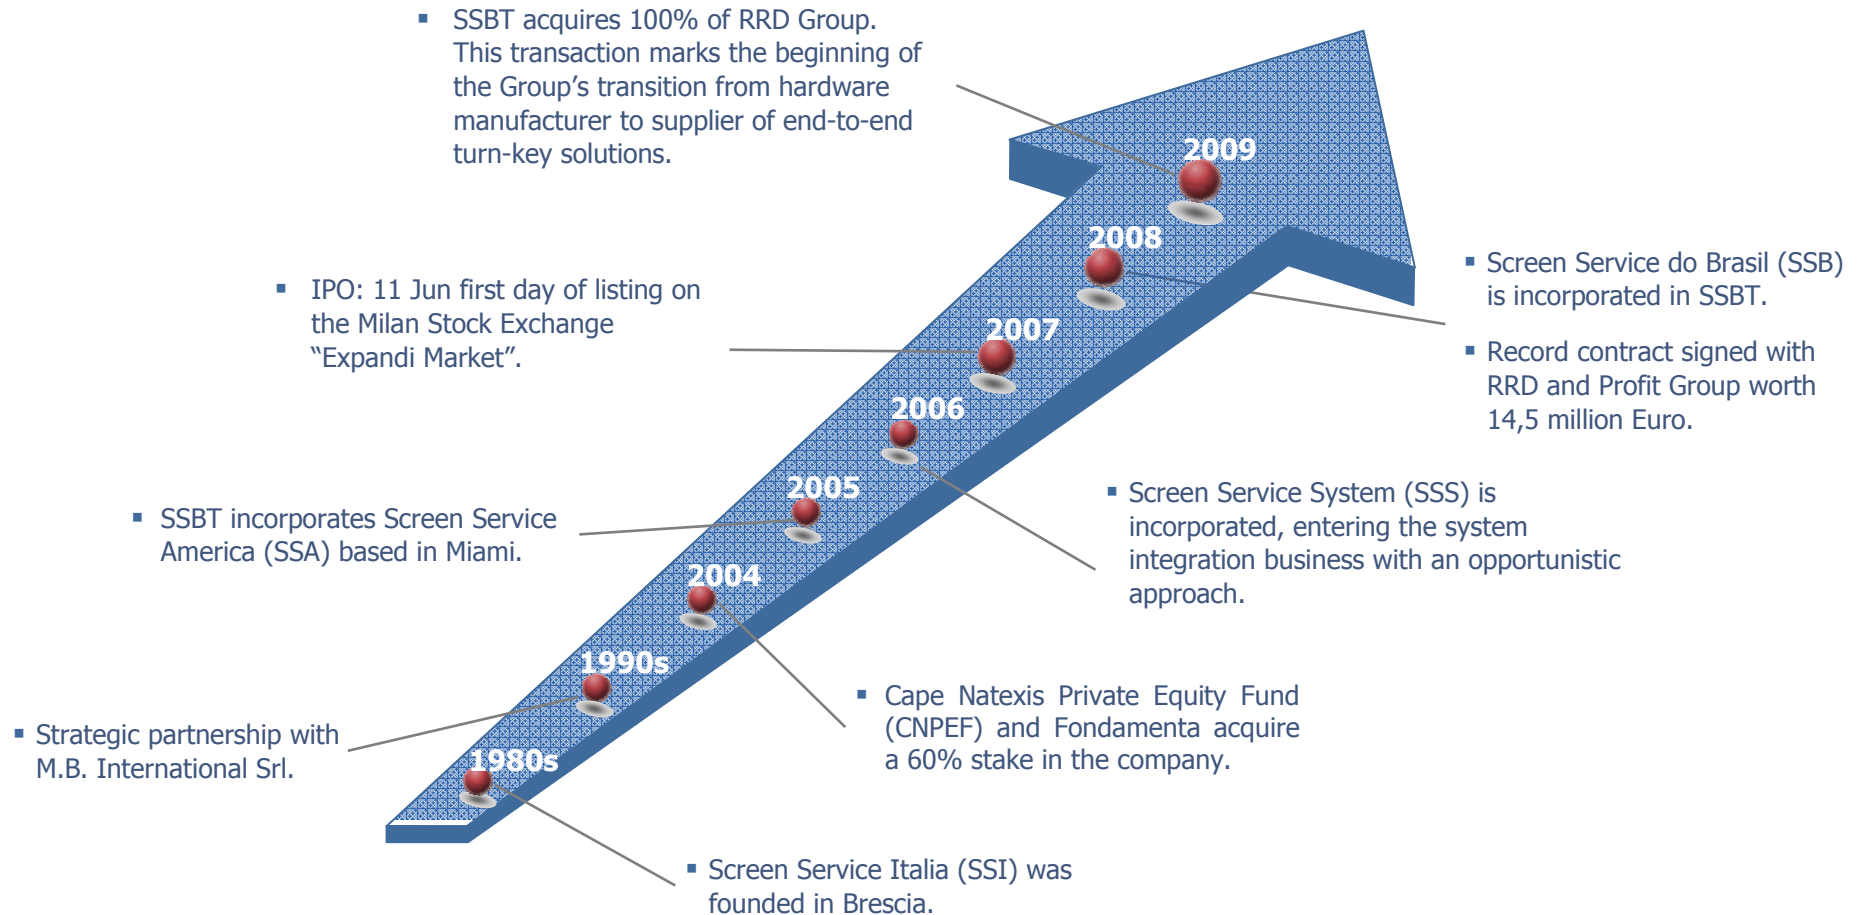 ▪ SSBT acquires 100% of RRD Group.
This transaction marks the beginning of
the Group’s transition from hardware
manufacturer to supplier of end-to-end
turn-key solutions.
2009
2008
▪ Screen Service do Brasil (SSB)
is incorporated in SSBT.
▪ Record contract signed with
RRD and Profit Group worth
14,5 million Euro.
▪ IPO: 11 Jun first day of listing on
the Milan Stock Exchange
“Expandi Market”.
2007
2006
▪ Screen Service System (SSS) is
incorporated, entering the system
integration business with an opportunistic
approach.
2005
▪ SSBT incorporates Screen Service
America (SSA) based in Miami.
2004
▪ Cape Natexis Private Equity Fund
(CNPEF) and Fondamenta acquire
a 60% stake in the company.
1990s
▪ Strategic partnership with
M.B. International Srl.
1980s
▪ Screen Service Italia (SSI) was
founded in Brescia.